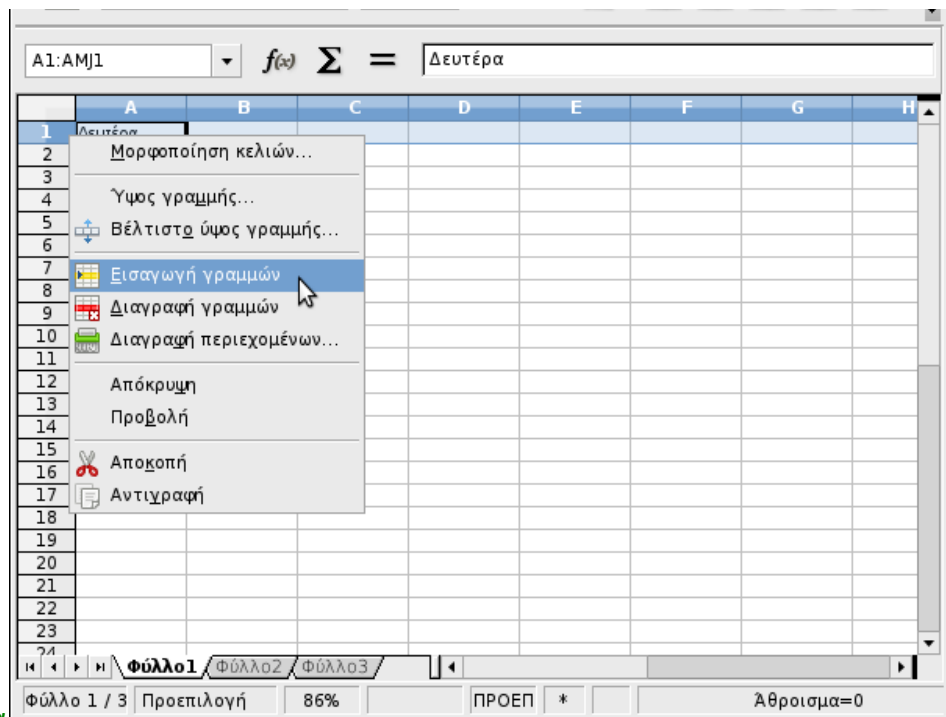 A1:AMJ1 f(x) Σ = Δευτέρα
A B C D E F G H
1 Δευτέρα
2 Μορφοποίηση κελιών...
3
4 Ύψος γραμμής...
5 Βέλτιστο ύψος γραμμής...
6
7 Εισαγωγή γραμμών
8
9 Διαγραφή γραμμών
10 Διαγραφή περιεχομένων...
11
12 Απόκρυψη
13 Προβολή
14
15 Αποκοπή
16
17 Αντιγραφή
18
19
20
21
22
23
24
Φύλλο1 Φύλλο2 Φύλλο3
Φύλλο 1 / 3 Προεπιλογή 86% ΠΡΟΕΠ * Άθροισμα=0